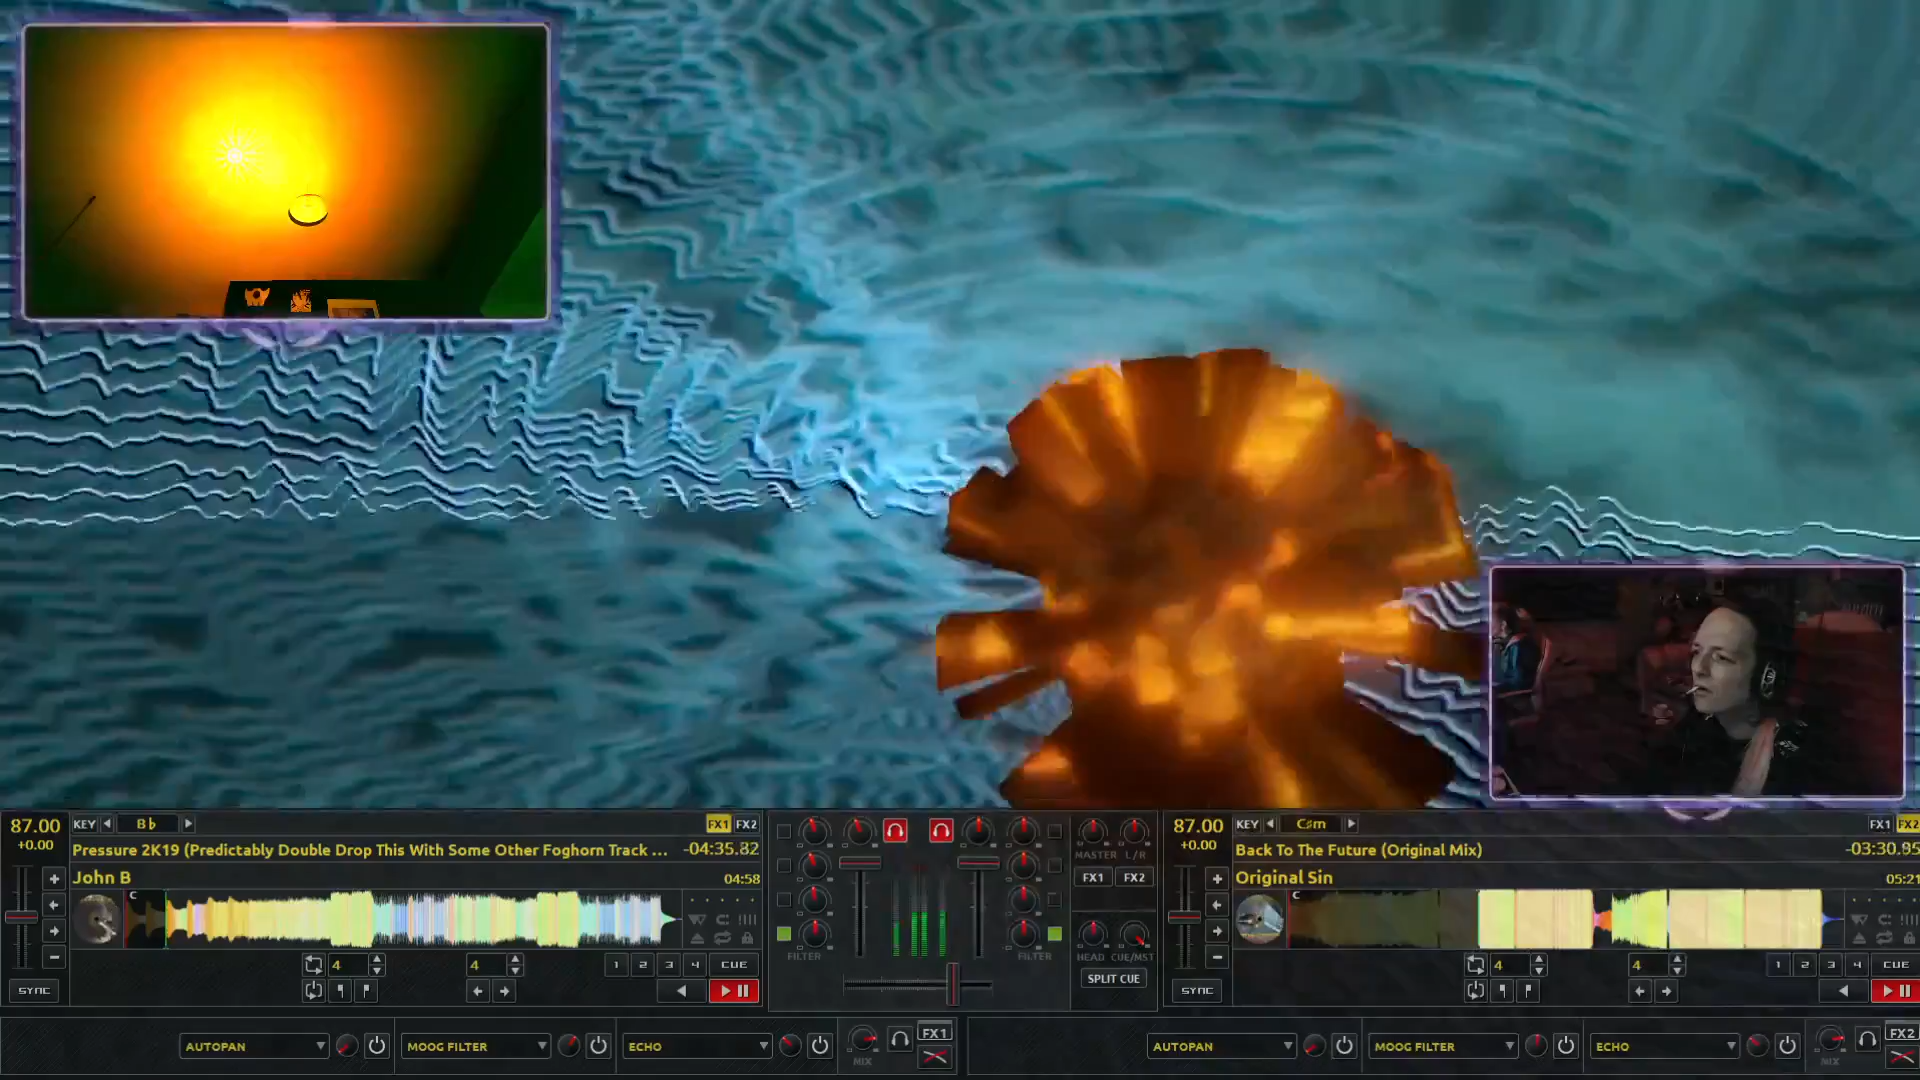 87.00
+0.00
KEY
Bb
FX1 FX2
Pressure 2K19 (Predictably Double Drop This With Some Other Foghorn Track ...
-04:35.82
John B
04:58
C
4
4
1 2 3 4 CUE
SYNC
FILTER
FILTER
MASTER L/R
FX1 FX2
HEAD CUE/MST
SPLIT CUE
87.00
+0.00
KEY
C#m
FX1 FX2
Back To The Future (Original Mix)
-03:30.95
Original Sin
05:21
C
4
4
1 2 3 4 CUE
SYNC
AUTOPAN
MOOG FILTER
ECHO
MIX
FX1
AUTOPAN
MOOG FILTER
ECHO
MIX
FX2